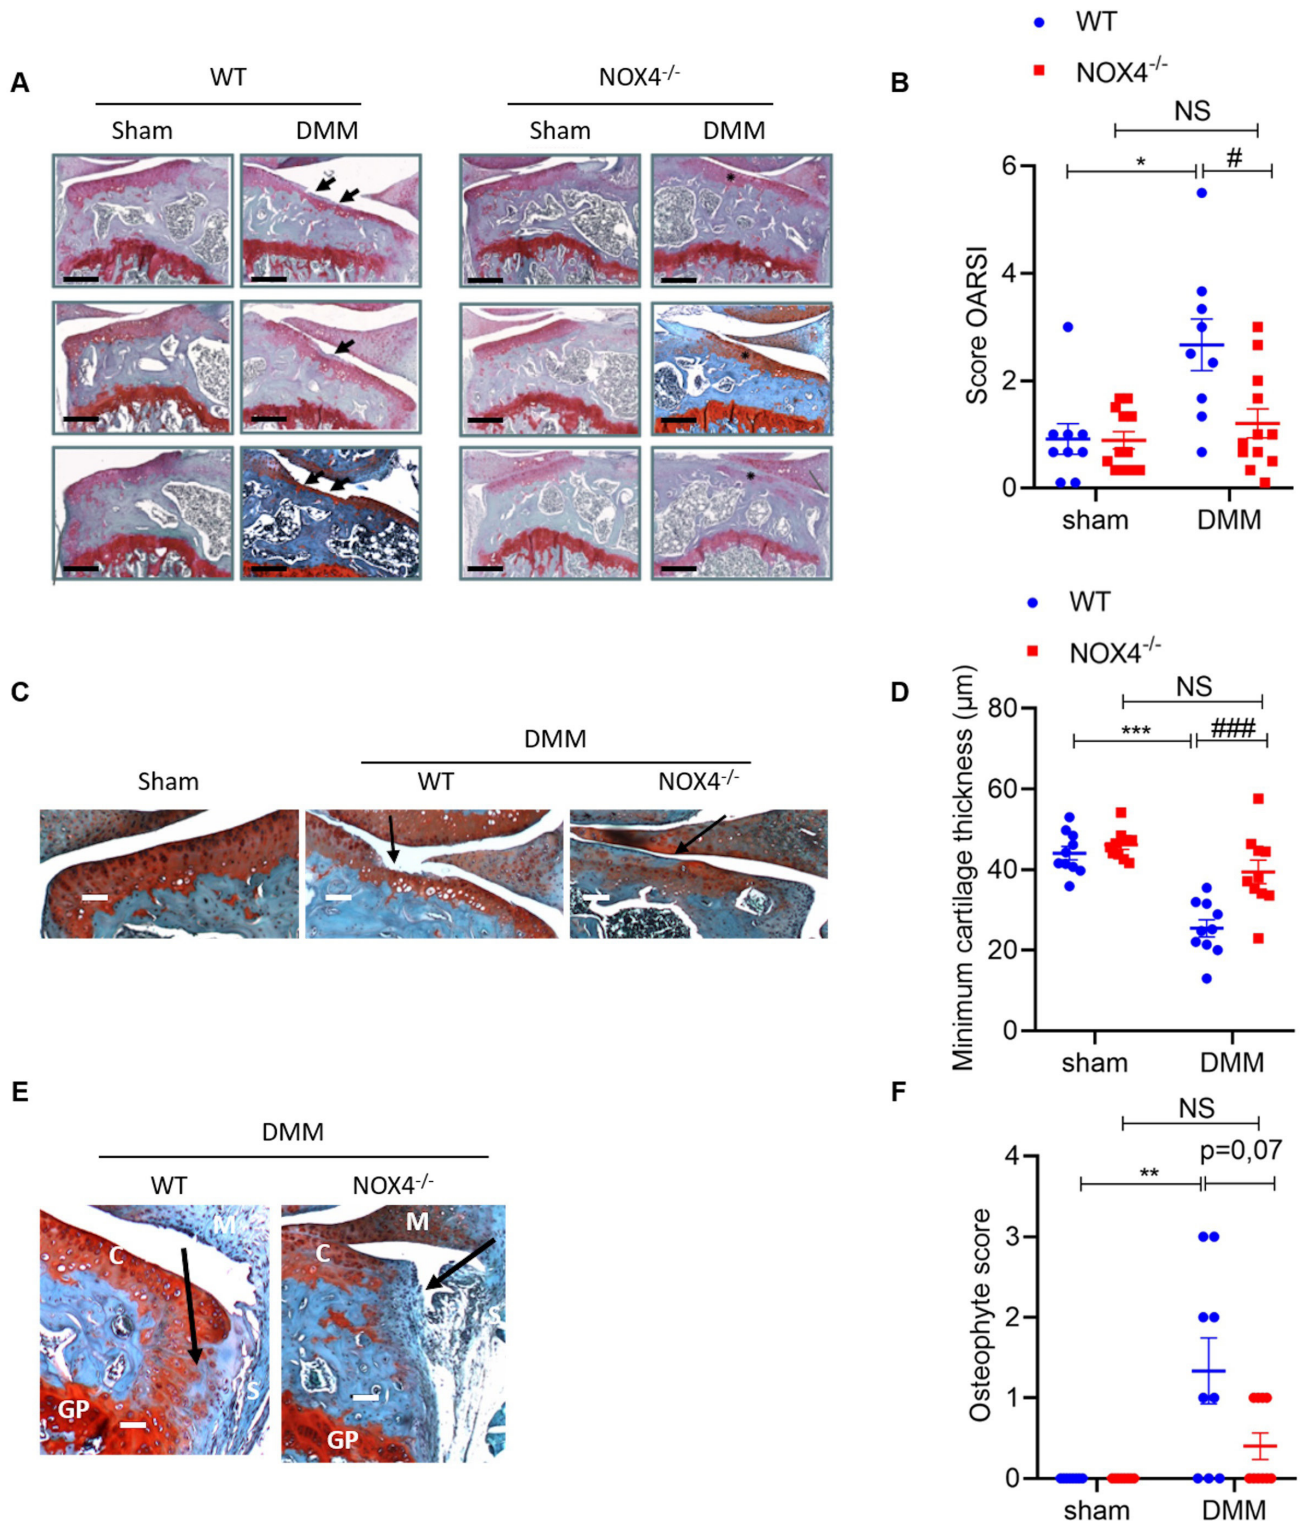 A
WT
NOX4-/-
Sham
DMM
Sham
DMM
*
*
*
B
WT
NOX4-/-
NS
*
#
Score OARSI
6
4
2
0
sham
DMM
C
DMM
Sham
WT
NOX4-/-
D
WT
NOX4-/-
NS
***
###
Minimum cartilage thickness (µm)
80
60
40
20
0
sham
DMM
E
DMM
WT
NOX4-/-
M
C
S
GP
M
C
GP
F
NS
p=0,07
**
Osteophyte score
4
3
2
1
0
sham
DMM